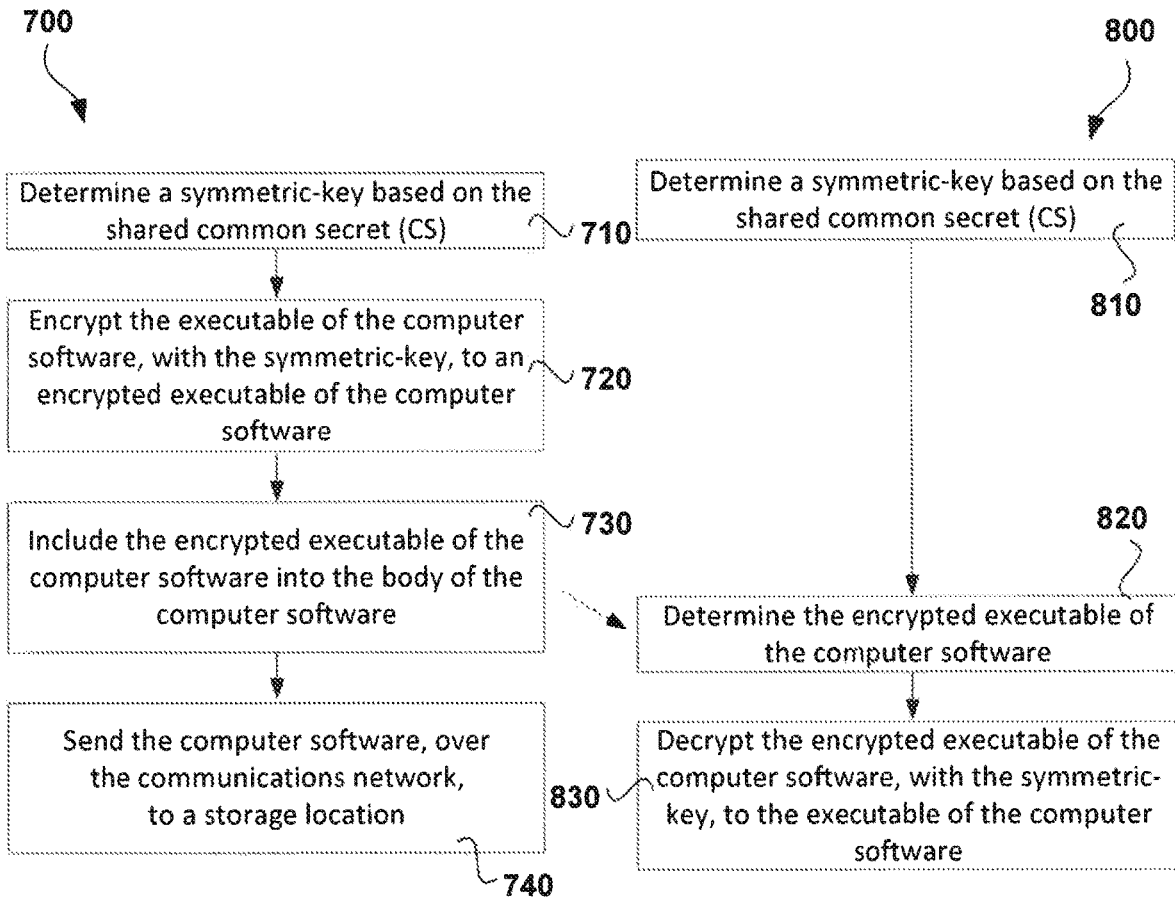 700
800
Determine a symmetric-key based on the
shared common secret (CS)
710
Encrypt the executable of the computer
software, with the symmetric-key, to an
encrypted executable of the computer
software
720
Include the encrypted executable of the
computer software into the body of the
computer software
730
Send the computer software, over
the communications network,
to a storage location
740
Determine a symmetric-key based on the
shared common secret (CS)
810
820
Determine the encrypted executable of
the computer software
Decrypt the encrypted executable of the
computer software, with the symmetric-
key, to the executable of the computer
software
830